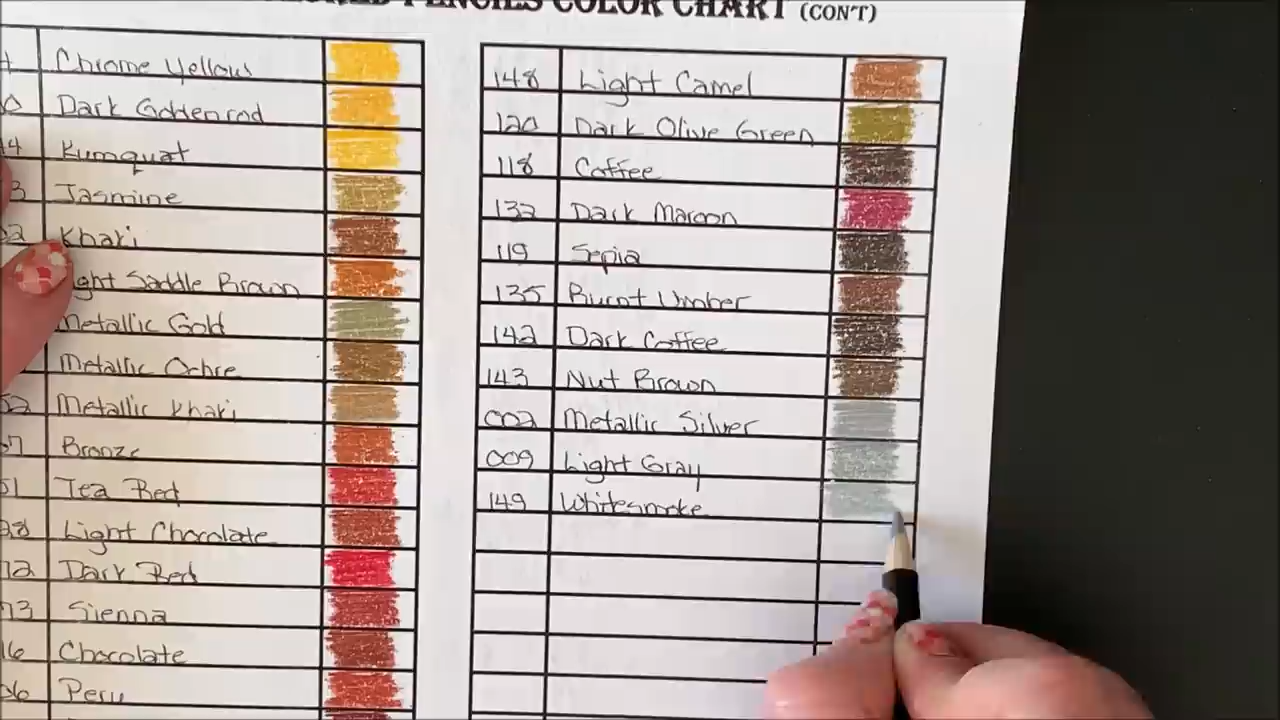 PENCILS COLOR CHART (CON'T)
Chrome Yellow
Dark Goldenrod
Kumquat
Jasmine
Khaki
ght Saddle Brown
Metallic Gold
Metallic Ochre
Metallic Khaki
Bronze
Tea Red
Light Chocolate
Dark Red
Sienna
Chocolate
Peru
148 Light Camel
120 Dark Olive Green
118 Coffee
132 Dark Maroon
119 Sepia
135 Burnt Umber
142 Dark Coffee
143 Nut Brown
002 Metallic Silver
009 Light Gray
149 Whitesmoke